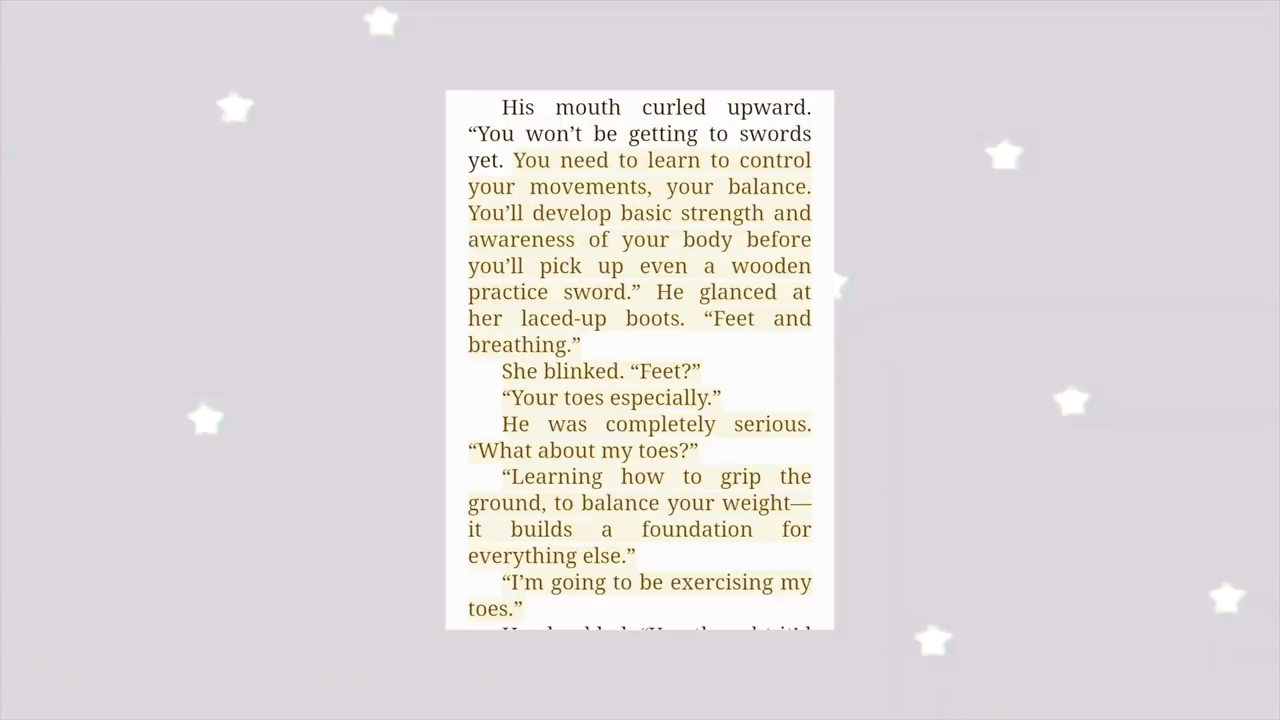 His mouth curled upward.
“You won’t be getting to swords
yet. You need to learn to control
your movements, your balance.
You’ll develop basic strength and
awareness of your body before
you’ll pick up even a wooden
practice sword.” He glanced at
her laced-up boots. “Feet and
breathing.”
She blinked. “Feet?”
“Your toes especially.”
He was completely serious.
“What about my toes?”
“Learning how to grip the
ground, to balance your weight—
it builds a foundation for
everything else.”
“I’m going to be exercising my
toes.”